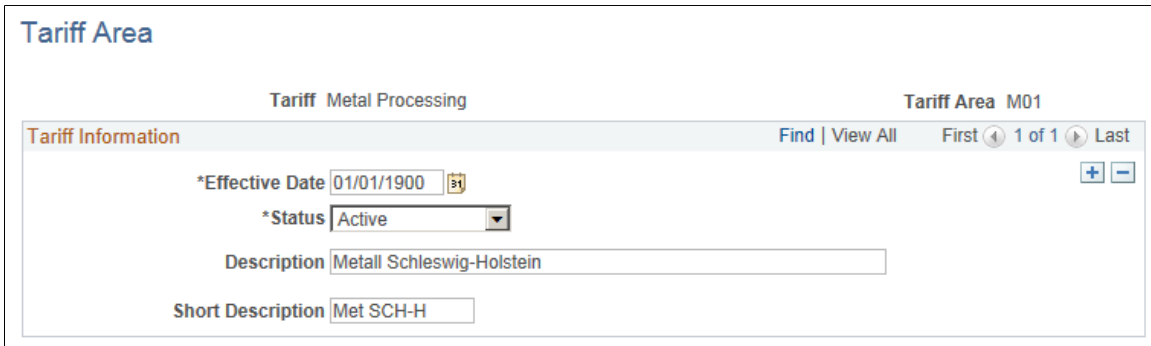 Tariff Area
Tariff Metal Processing Tariff Area M01
Tariff Information Find | View All First 1 of 1 Last
*Effective Date 01/01/1900 31
*Status Active
Description Metall Schleswig-Holstein
Short Description Met SCH-H